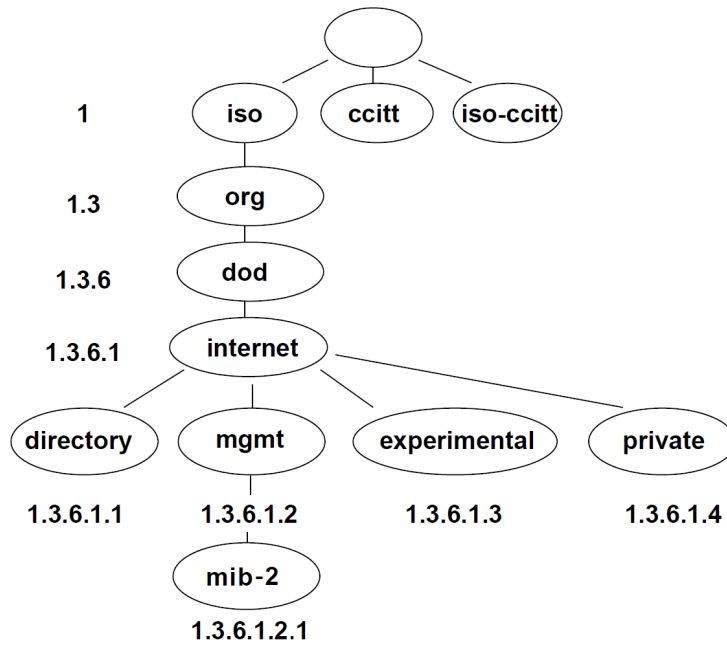 1 iso ccitt iso-ccitt
1.3 org
1.3.6 dod
1.3.6.1 internet
directory mgmt experimental private
1.3.6.1.1 1.3.6.1.2 1.3.6.1.3 1.3.6.1.4
mib-2
1.3.6.1.2.1